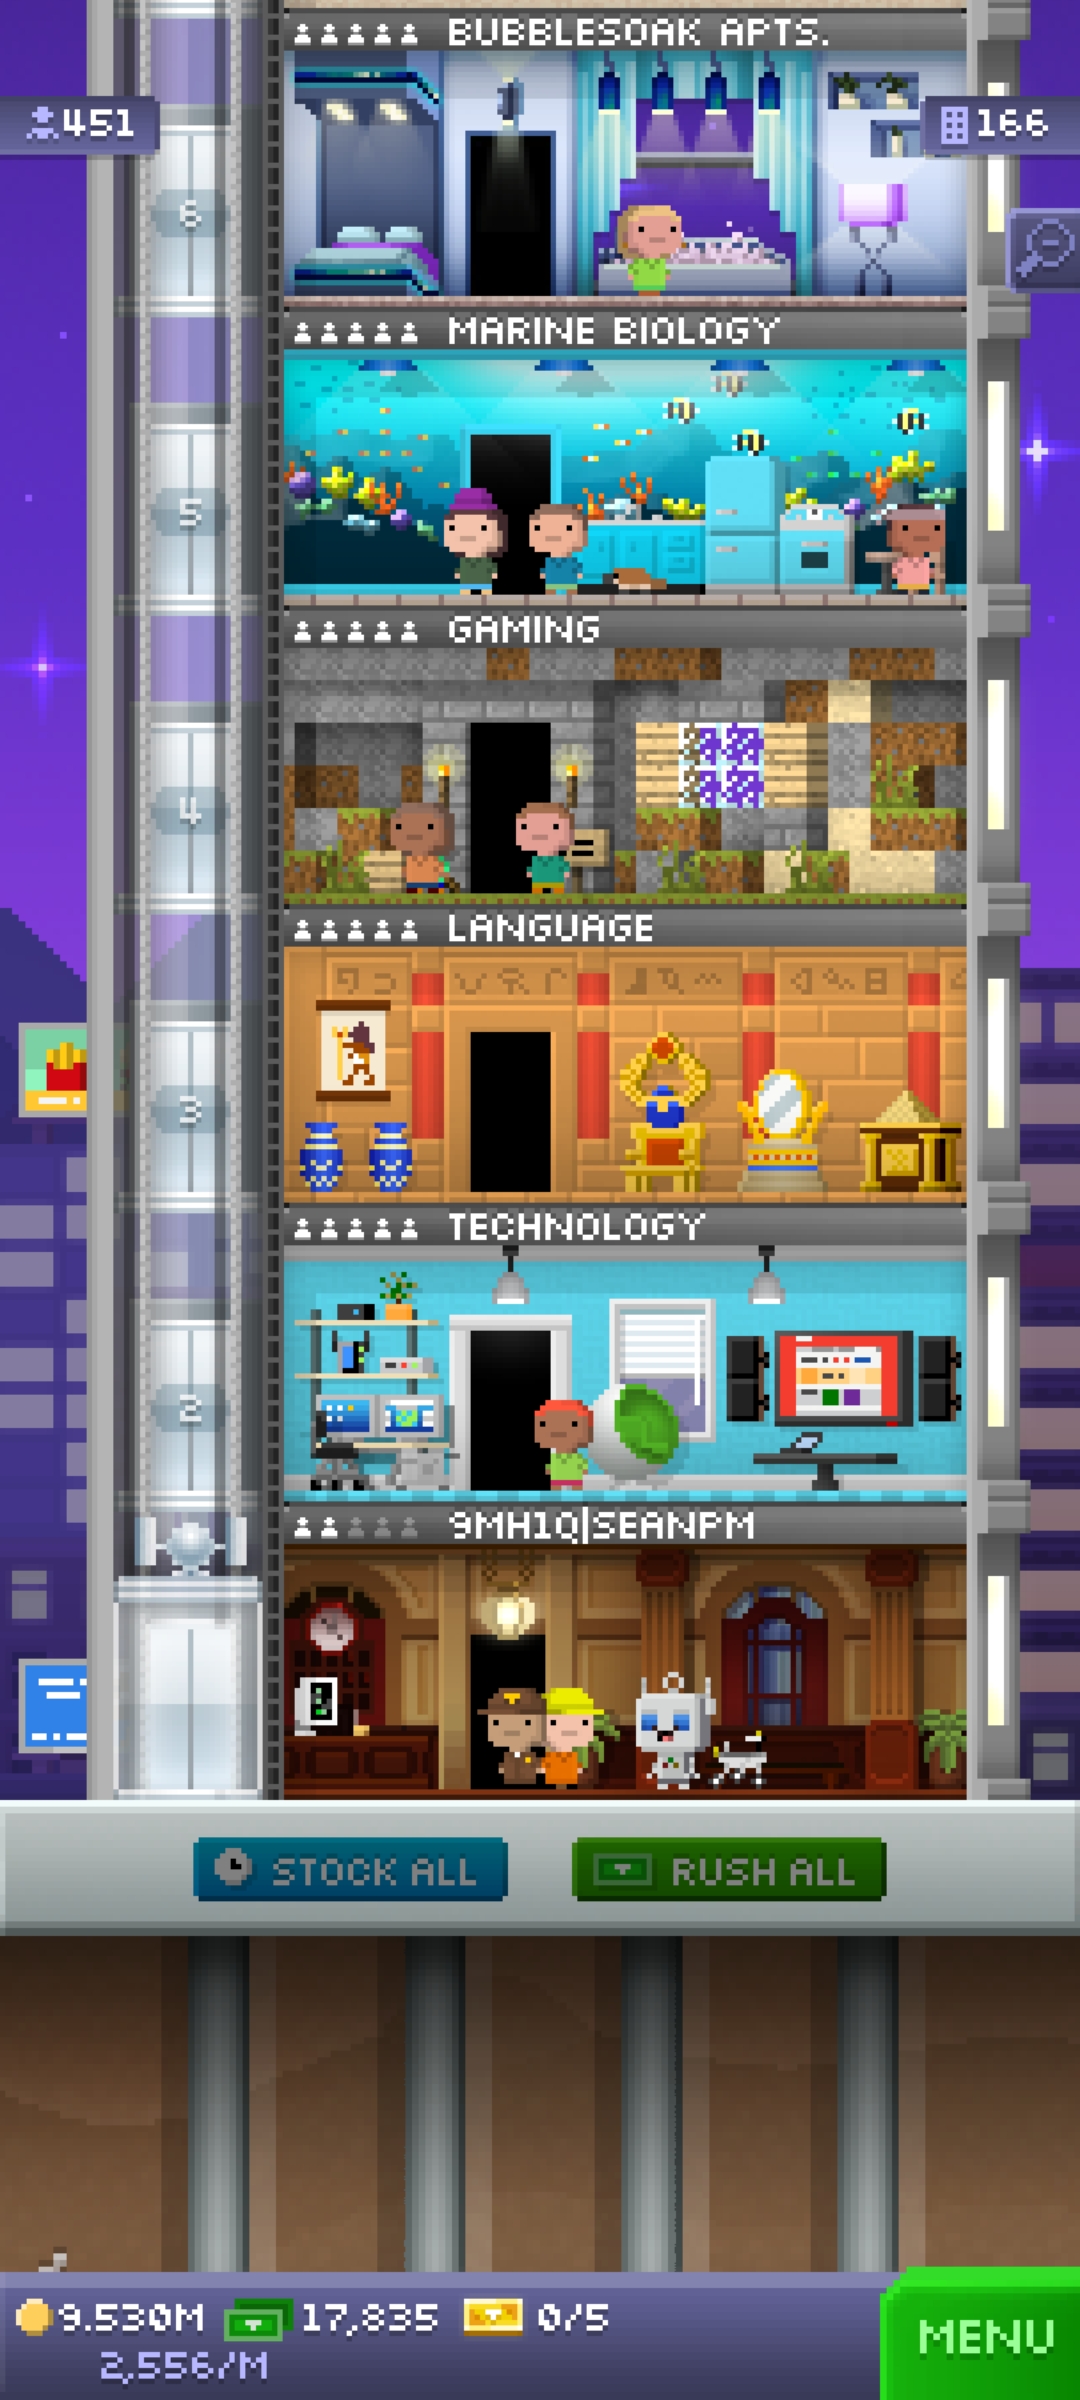 BUBBLESOAK APTS.
451
166
6
MARINE BIOLOGY
5
GAMING
4
LANGUAGE
3
TECHNOLOGY
2
9MH1Q|SEANPM
STOCK ALL
RUSH ALL
9.530M 17,835 0/5
2,556/M
MENU